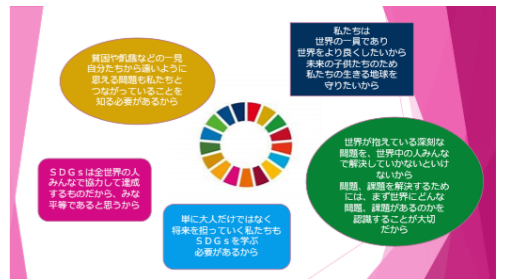 私たちは
世界の一員であり
世界をより良くしたいから
未来の子供たちのため
私たちの生きる地球を
守りたいから
貧困や飢餓などの一見
自分たちから遠いように
思える問題も私たちと
つながっていることを
知る必要があるから
世界が抱えている深刻な
問題を、世界中の人みんな
で解決していかないといけ
ないから
問題、課題を解決するため
には、まず世界にどんな
問題、課題があるのかを
認識することが大切
だから
ＳＤＧｓは全世界の人
みんなで協力して達成
するものだから、みな
平等であると思うから
単に大人だけではなく
将来を担っていく私たちも
ＳＤＧｓを学ぶ
必要があるから